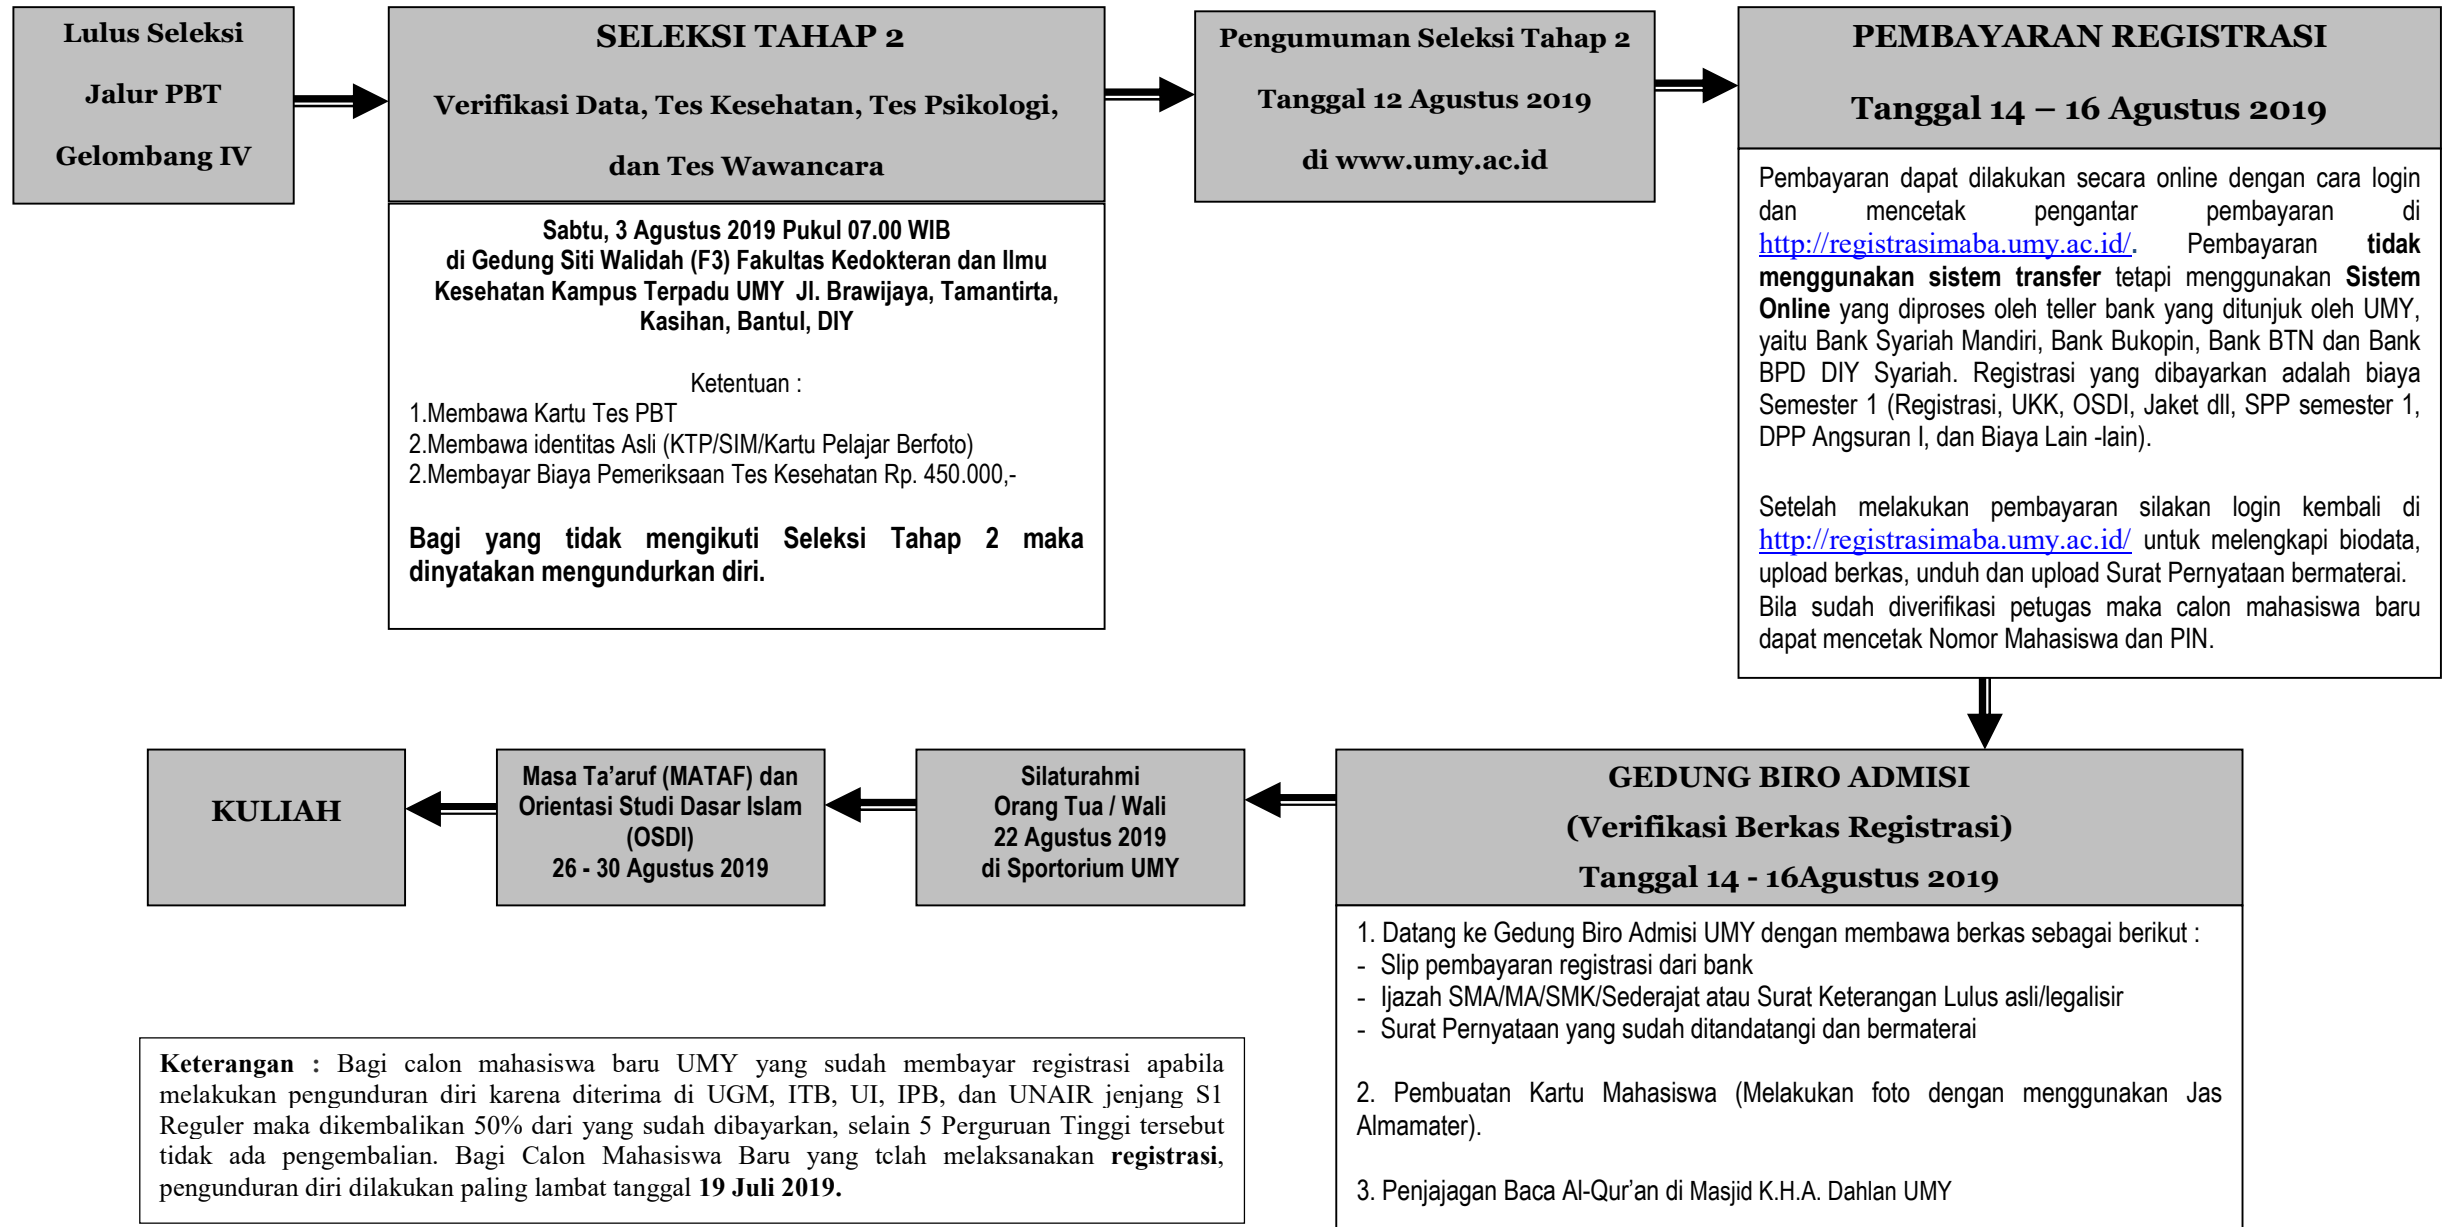 Lulus Seleksi
Jalur PBT
Gelombang IV
SELEKSI TAHAP 2
Verifikasi Data, Tes Kesehatan, Tes Psikologi,
dan Tes Wawancara
Sabtu, 3 Agustus 2019 Pukul 07.00 WIB
di Gedung Siti Walidah (F3) Fakultas Kedokteran dan Ilmu
Kesehatan Kampus Terpadu UMY Jl. Brawijaya, Tamantirta,
Kasihan, Bantul, DIY
Ketentuan :
1.Membawa Kartu Tes PBT
2.Membawa identitas Asli (KTP/SIM/Kartu Pelajar Berfoto)
2.Membayar Biaya Pemeriksaan Tes Kesehatan Rp. 450.000,-
Bagi yang tidak mengikuti Seleksi Tahap 2 maka
dinyatakan mengundurkan diri.
Pengumuman Seleksi Tahap 2
Tanggal 12 Agustus 2019
di www.umy.ac.id
PEMBAYARAN REGISTRASI
Tanggal 14 – 16 Agustus 2019
Pembayaran dapat dilakukan secara online dengan cara login
dan mencetak pengantar pembayaran di
http://registrasimaba.umy.ac.id/. Pembayaran tidak
menggunakan sistem transfer tetapi menggunakan Sistem
Online yang diproses oleh teller bank yang ditunjuk oleh UMY,
yaitu Bank Syariah Mandiri, Bank Bukopin, Bank BTN dan Bank
BPD DIY Syariah. Registrasi yang dibayarkan adalah biaya
Semester 1 (Registrasi, UKK, OSDI, Jaket dll, SPP semester 1,
DPP Angsuran I, dan Biaya Lain -lain).
Setelah melakukan pembayaran silakan login kembali di
http://registrasimaba.umy.ac.id/ untuk melengkapi biodata,
upload berkas, unduh dan upload Surat Pernyataan bermaterai.
Bila sudah diverifikasi petugas maka calon mahasiswa baru
dapat mencetak Nomor Mahasiswa dan PIN.
GEDUNG BIRO ADMISI
(Verifikasi Berkas Registrasi)
Tanggal 14 - 16Agustus 2019
1. Datang ke Gedung Biro Admisi UMY dengan membawa berkas sebagai berikut :
- Slip pembayaran registrasi dari bank
- Ijazah SMA/MA/SMK/Sederajat atau Surat Keterangan Lulus asli/legalisir
- Surat Pernyataan yang sudah ditandatangi dan bermaterai
2. Pembuatan Kartu Mahasiswa (Melakukan foto dengan menggunakan Jas
Almamater).
3. Penjajagan Baca Al-Qur’an di Masjid K.H.A. Dahlan UMY
Silaturahmi
Orang Tua / Wali
22 Agustus 2019
di Sportorium UMY
Masa Ta’aruf (MATAF) dan
Orientasi Studi Dasar Islam
(OSDI)
26 - 30 Agustus 2019
KULIAH
Keterangan : Bagi calon mahasiswa baru UMY yang sudah membayar registrasi apabila
melakukan pengunduran diri karena diterima di UGM, ITB, UI, IPB, dan UNAIR jenjang S1
Reguler maka dikembalikan 50% dari yang sudah dibayarkan, selain 5 Perguruan Tinggi tersebut
tidak ada pengembalian. Bagi Calon Mahasiswa Baru yang tclah melaksanakan registrasi,
pengunduran diri dilakukan paling lambat tanggal 19 Juli 2019.